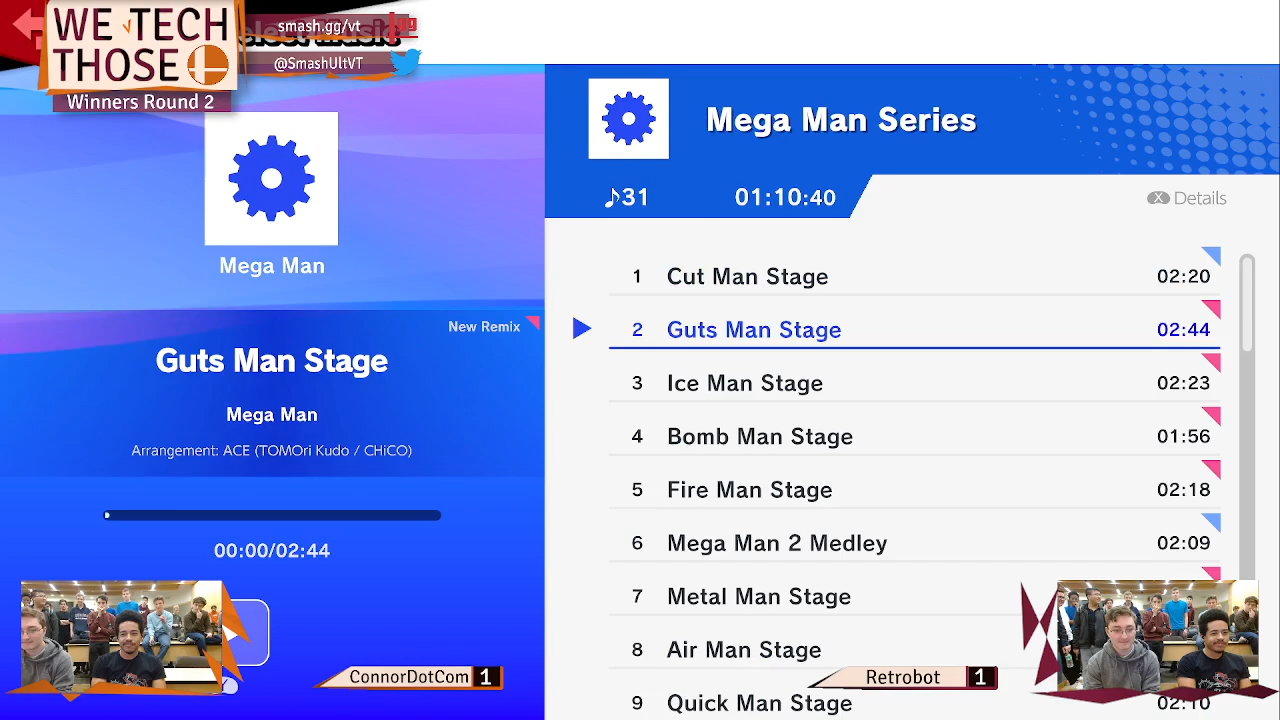 WE TECH
THOSE
Winners Round 2
smash.gg/vt
gg
@SmashUltVT
Select Music
Mega Man
New Remix
Guts Man Stage
Mega Man
Arrangement: ACE (TOMOri Kudo / CHiCO)
00:00/02:44
Mega Man Series
♪31 01:10:40
X Details
1 Cut Man Stage 02:20
2 Guts Man Stage 02:44
3 Ice Man Stage 02:23
4 Bomb Man Stage 01:56
5 Fire Man Stage 02:18
6 Mega Man 2 Medley 02:09
7 Metal Man Stage
8 Air Man Stage
9 Quick Man Stage 02:10
ConnorDotCom 1
Retrobot 1